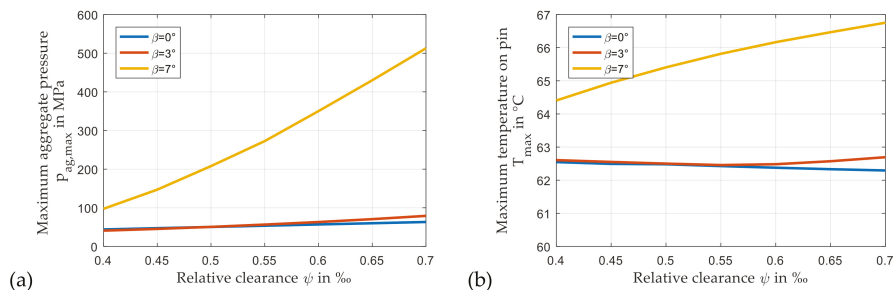 600
500
400
300
200
100
0
Maximum aggregate pressure
p_ag,max in MPa
β=0°
β=3°
β=7°
0.4 0.45 0.5 0.55 0.6 0.65 0.7
(a) Relative clearance ψ in ‰
67
66
65
64
63
62
61
60
Maximum temperature on pin
T_max in °C
β=0°
β=3°
β=7°
0.4 0.45 0.5 0.55 0.6 0.65 0.7
(b) Relative clearance ψ in ‰